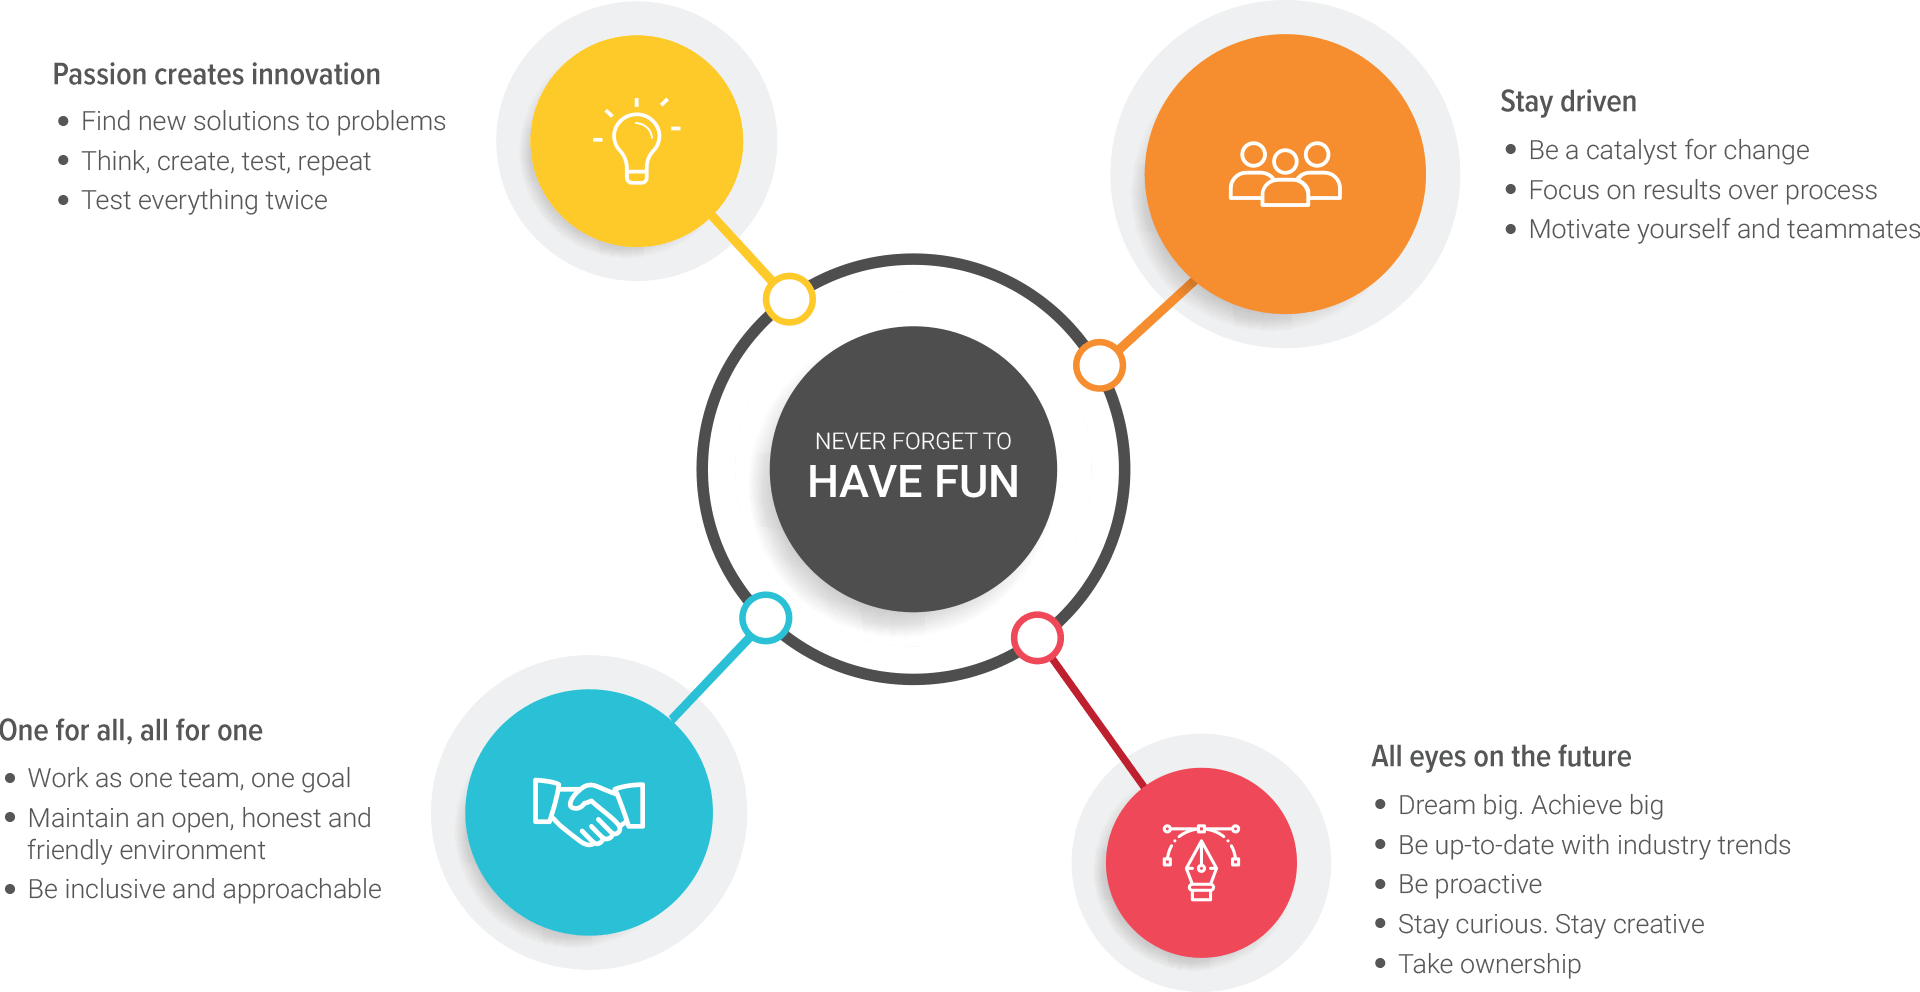 Passion creates innovation
• Find new solutions to problems
• Think, create, test, repeat
• Test everything twice
Stay driven
• Be a catalyst for change
• Focus on results over process
• Motivate yourself and teammates
NEVER FORGET TO
HAVE FUN
One for all, all for one
• Work as one team, one goal
• Maintain an open, honest and
friendly environment
• Be inclusive and approachable
All eyes on the future
• Dream big. Achieve big
• Be up-to-date with industry trends
• Be proactive
• Stay curious. Stay creative
• Take ownership